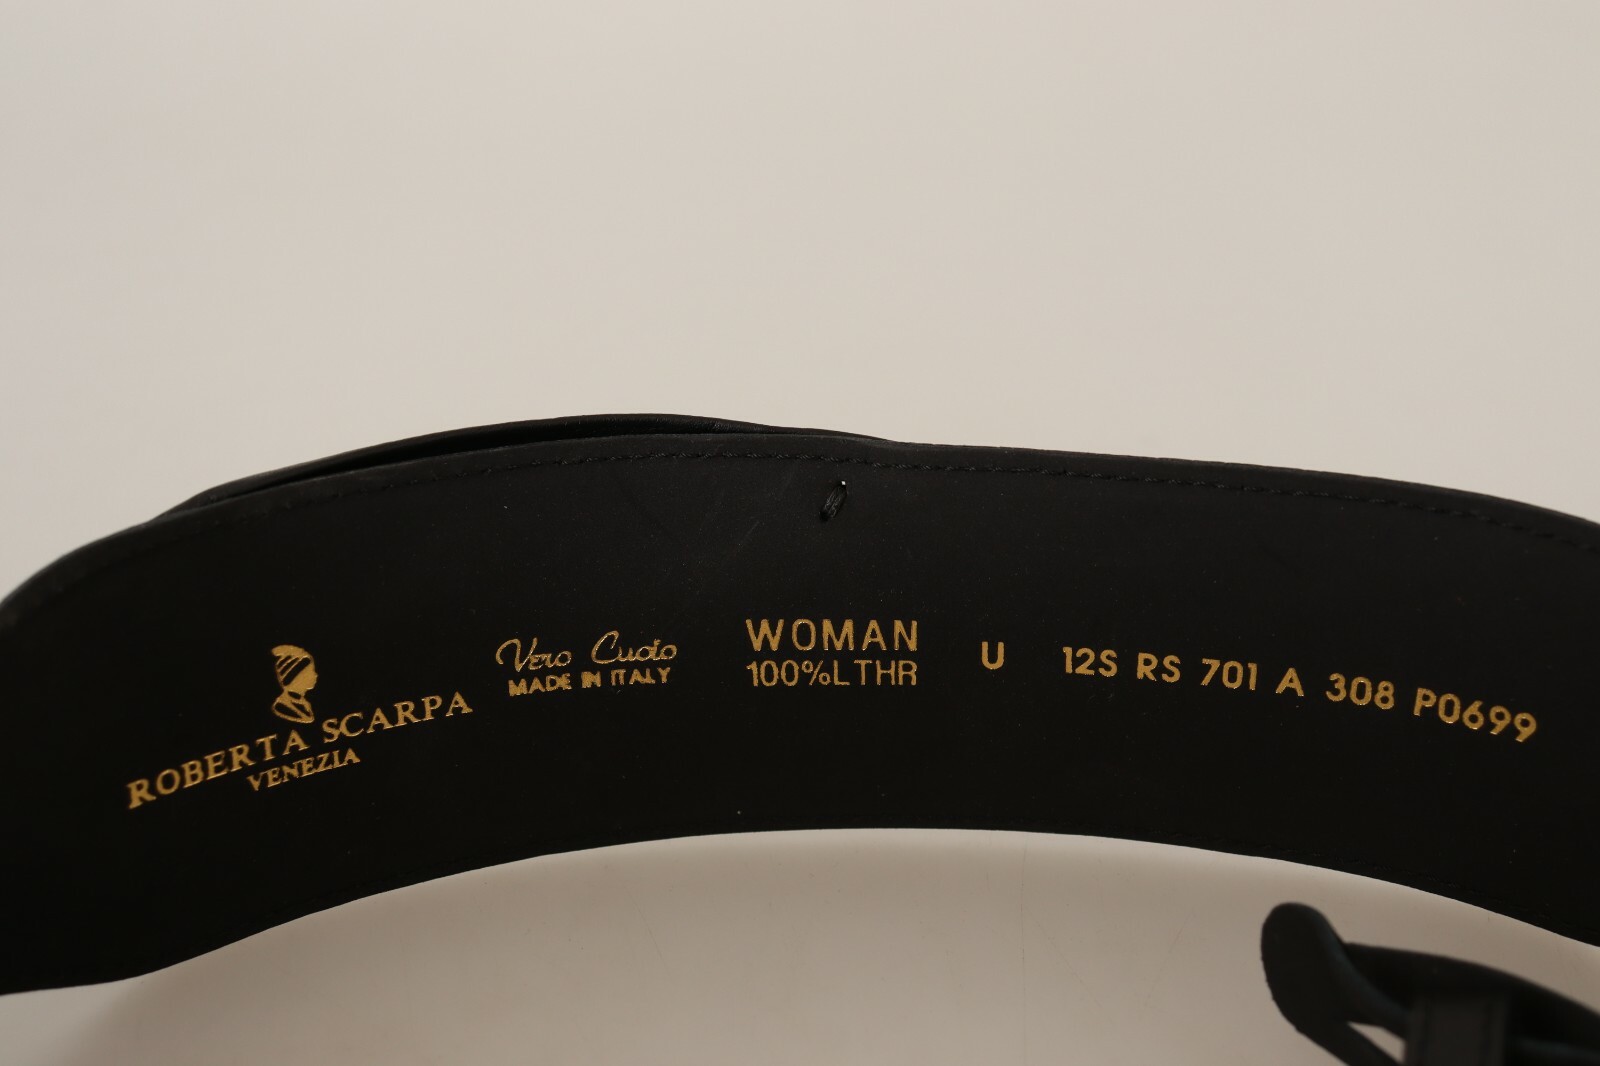 ROBERTA SCARPA
VENEZIA
Vero Cuoio
MADE IN ITALY
WOMAN
100%LTHR
U
12S RS 701 A 308 P0699